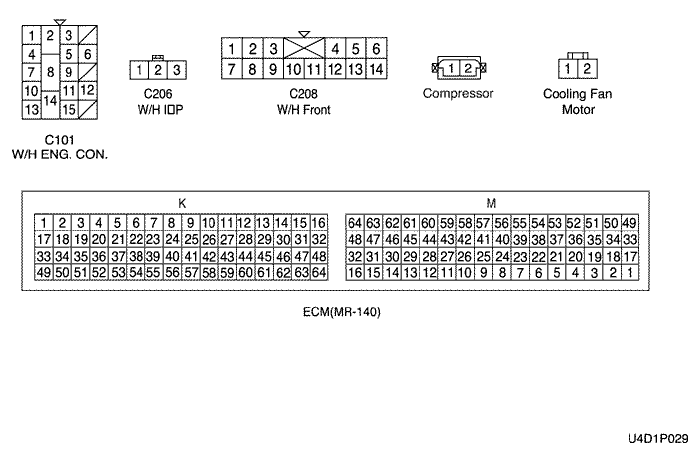 1 2 3
4 5 6
7 8 9
10 11 12
13 14 15
C101
W/H ENG. CON.
1 2 3
C206
W/H I□P
1 2 3 4 5 6
7 8 9 10 11 12 13 14
C208
W/H Front
1 2
Compressor
1 2
Cooling Fan
Motor
K
1 2 3 4 5 6 7 8 9 10 11 12 13 14 15 16
17 18 19 20 21 22 23 24 25 26 27 28 29 30 31 32
33 34 35 36 37 38 39 40 41 42 43 44 45 46 47 48
49 50 51 52 53 54 55 56 57 58 59 60 61 62 63 64
M
64 63 62 61 60 59 58 57 56 55 54 53 52 51 50 49
48 47 46 45 44 43 42 41 40 39 38 37 36 35 34 33
32 31 30 29 28 27 26 25 24 23 22 21 20 19 18 17
16 15 14 13 12 11 10 9 8 7 6 5 4 3 2 1
ECM(MR-140)
U4D1P029